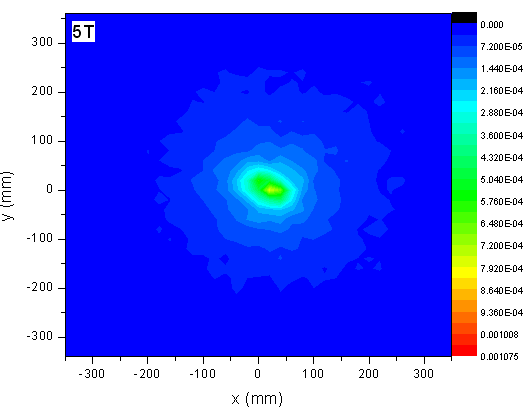 5T
300
200
100
0
-100
-200
-300
y (mm)
-300
-200
-100
0
100
200
300
x (mm)
0.000
7.200E-05
1.440E-04
2.160E-04
2.880E-04
3.600E-04
4.320E-04
5.040E-04
5.760E-04
6.480E-04
7.200E-04
7.920E-04
8.640E-04
9.360E-04
0.001008
0.001075